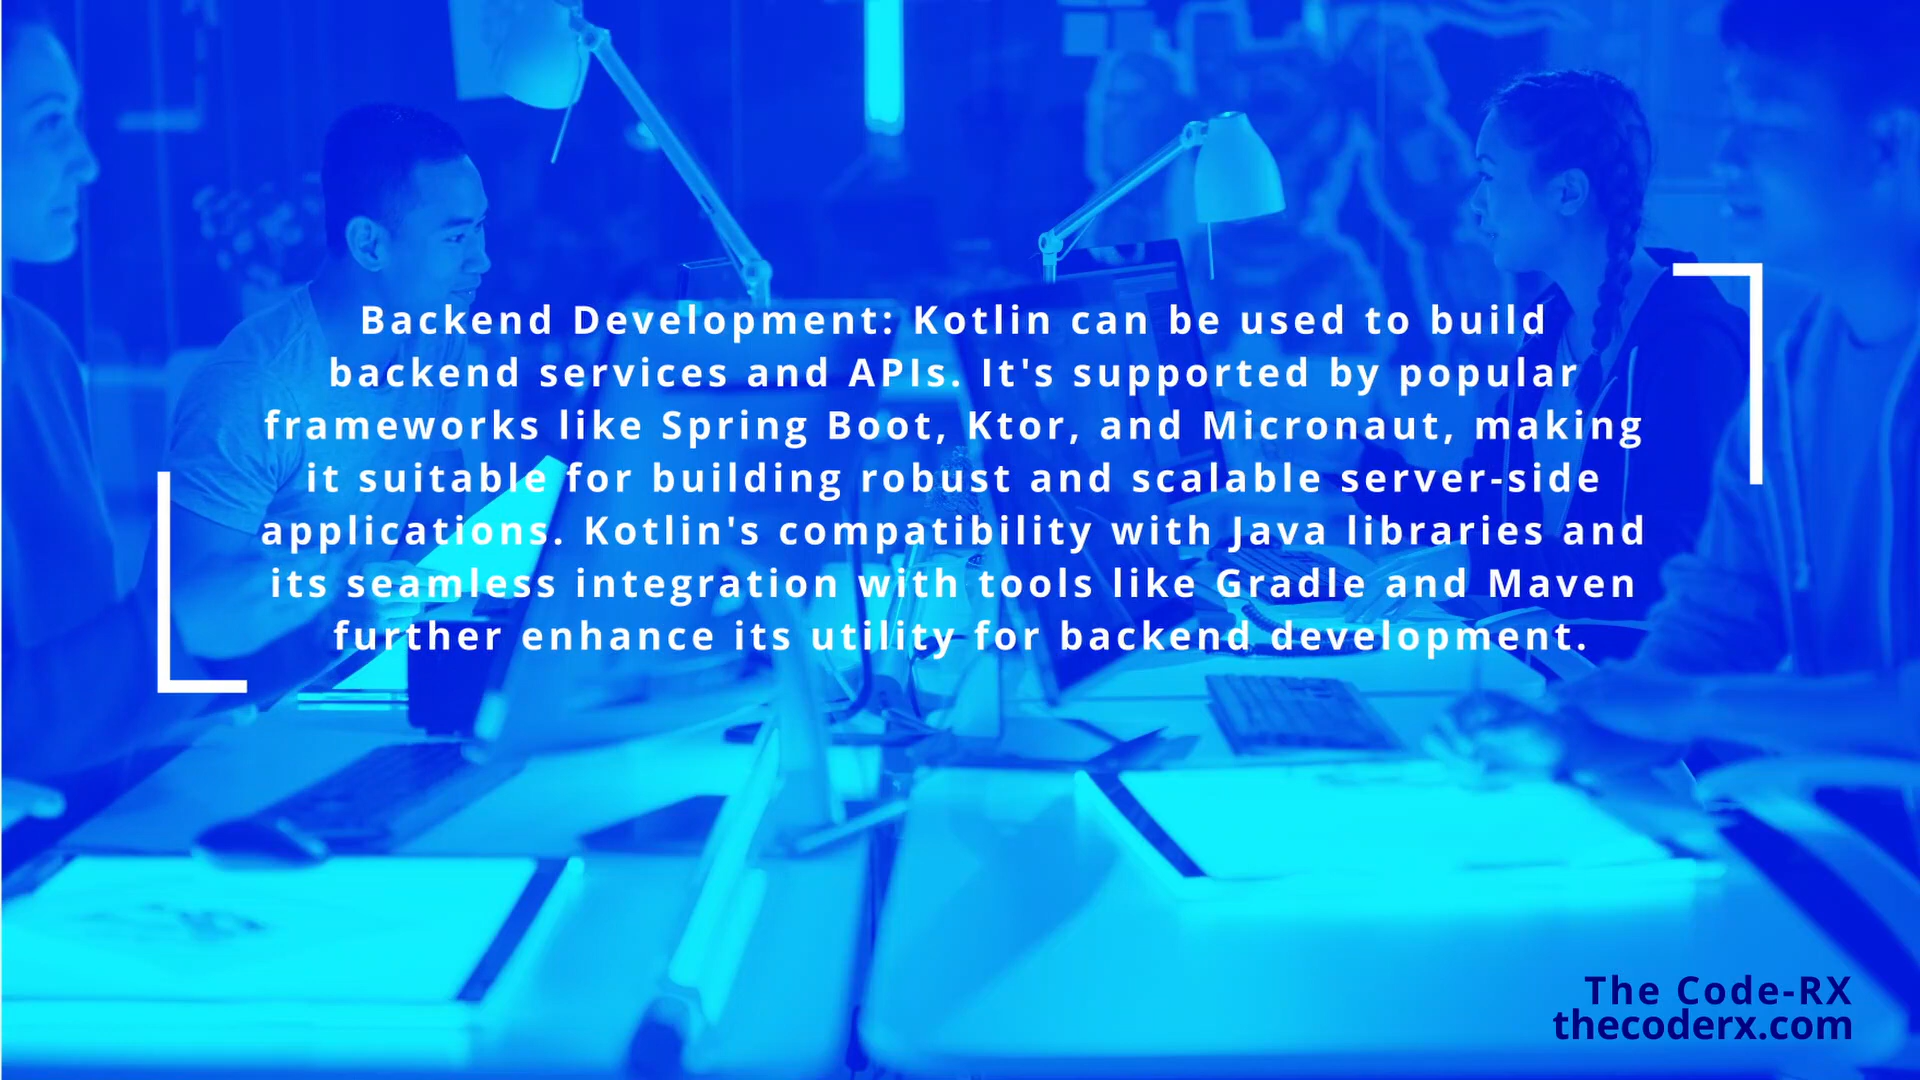 Backend Development: Kotlin can be used to build
backend services and APIs. It's supported by popular
frameworks like Spring Boot, Ktor, and Micronaut, making
it suitable for building robust and scalable server-side
applications. Kotlin's compatibility with Java libraries and
its seamless integration with tools like Gradle and Maven
further enhance its utility for backend development.
The Code-RX
thecoderx.com